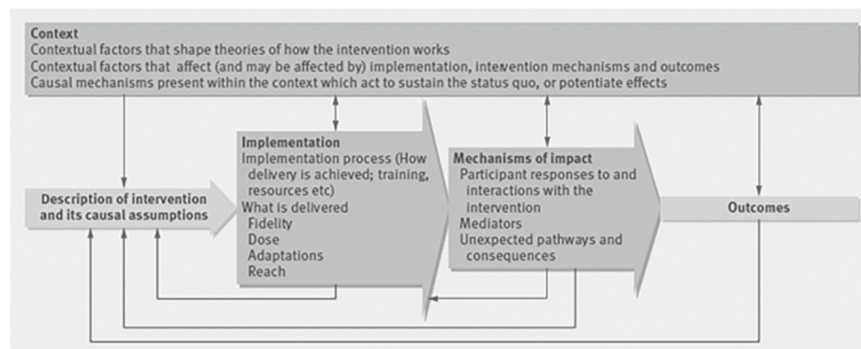 Context
Contextual factors that shape theories of how the intervention works
Contextual factors that affect (and may be affected by) implementation, intervention mechanisms and outcomes
Causal mechanisms present within the context which act to sustain the status quo, or potentiate effects
Description of intervention
and its causal assumptions
Implementation
Implementation process (How
delivery is achieved; training,
resources etc)
What is delivered
Fidelity
Dose
Adaptations
Reach
Mechanisms of impact
Participant responses to and
interactions with the
intervention
Mediators
Unexpected pathways and
consequences
Outcomes